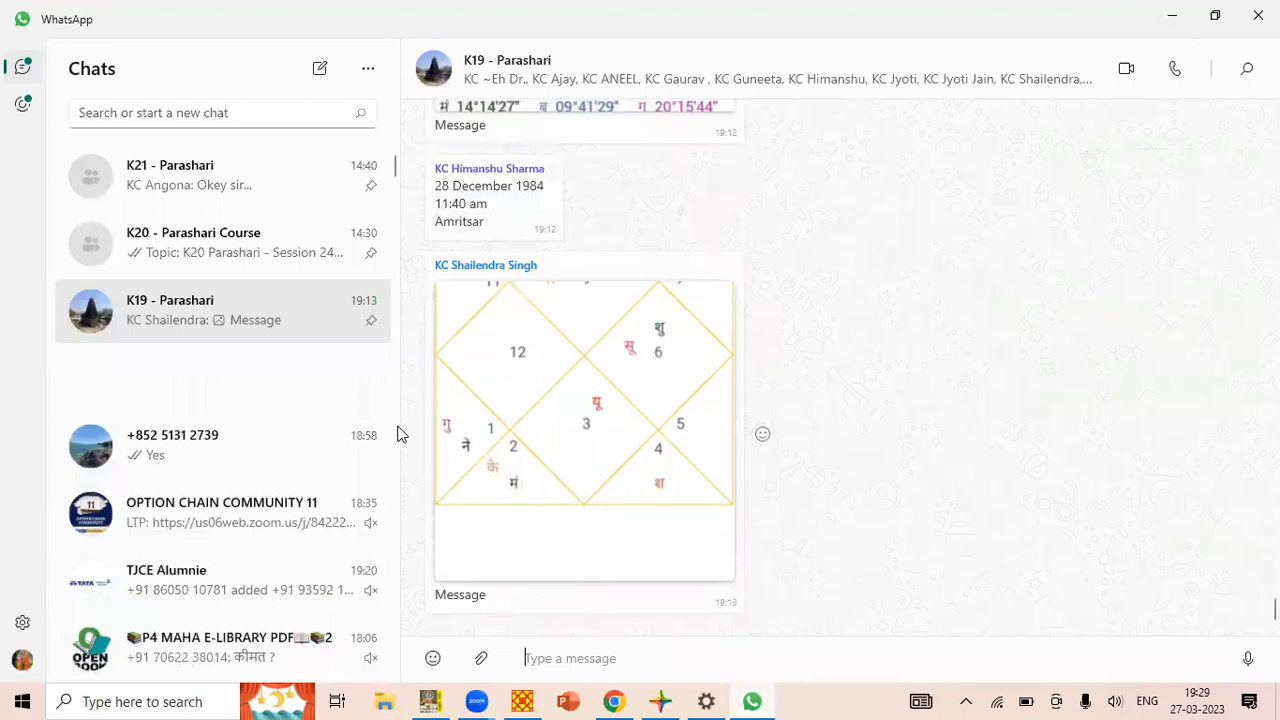 WhatsApp
Chats
Search or start a new chat
K21 - Parashari
14:40
KC Angona: Okey sir...
K20 - Parashari Course
14:30
Topic: K20 Parashari - Session 24...
K19 - Parashari
19:13
KC Shailendra: Message
+852 5131 2739
18:58
Yes
OPTION CHAIN COMMUNITY 11
18:35
LTP: https://us06web.zoom.us/j/84222...
TJCE Alumnie
19:20
+91 86050 10781 added +91 93592 1...
P4 MAHA E-LIBRARY PDF 2
18:06
+91 70622 38014: कीमत ?
K19 - Parashari
KC ~Eh Dr., KC Ajay, KC ANEEL, KC Gaurav , KC Guneeta, KC Himanshu, KC Jyoti, KC Jyoti Jain, KC Shailendra,...
मं 14°14'27" ब 09°41'29" ग 20°15'44"
Message
19:12
KC Himanshu Sharma
28 December 1984
11:40 am
Amritsar
19:12
KC Shailendra Singh
शु
12
सू 6
यू
गु 1
3
5
ने
2
4
के
मं
श
Message
19:13
Type a message
Type here to search
zoom
ENG
19:29
27-03-2023